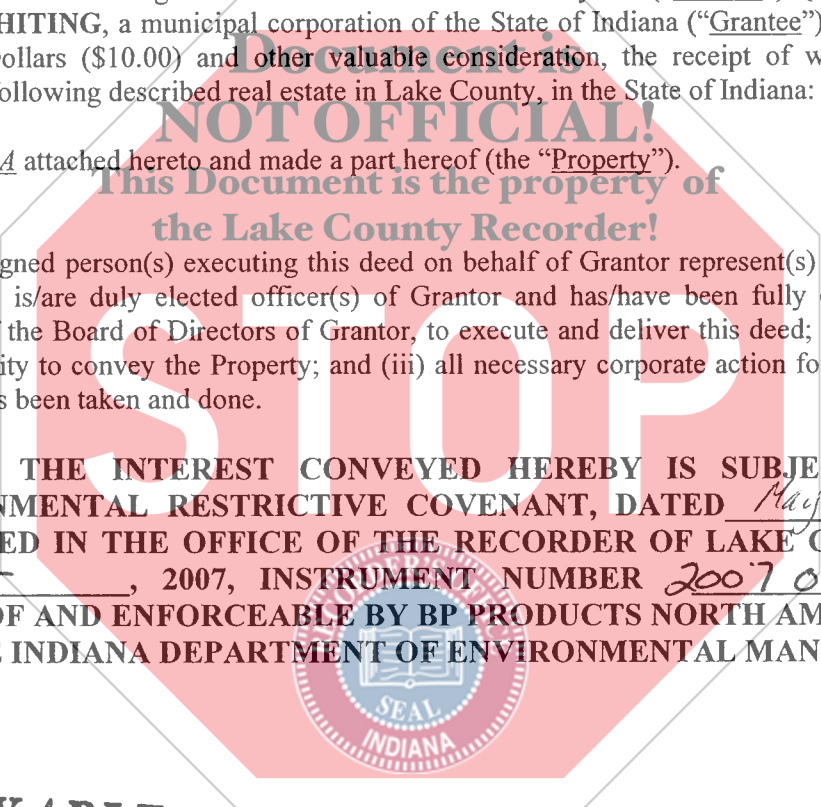 HITING, a municipal corporation of the State of Indiana ("Grantee")
Dollars ($10.00) and other valuable consideration, the receipt of w
Document is
ollowing described real estate in Lake County, in the State of Indiana:
NOT OFFICIAL!
A attached hereto and made a part hereof (the "Property").
This Document is the property of
the Lake County Recorder!
gned person(s) executing this deed on behalf of Grantor represent(s)
is/are duly elected officer(s) of Grantor and has/have been fully
f the Board of Directors of Grantor, to execute and deliver this deed;
ity to convey the Property; and (iii) all necessary corporate action fo
s been taken and done.
STOP
THE INTEREST CONVEYED HEREBY IS SUBJE
NMENTAL RESTRICTIVE COVENANT, DATED May
ED IN THE OFFICE OF THE RECORDER OF LAKE C
, 2007, INSTRUMENT NUMBER 2007 0
OF AND ENFORCEABLE BY BP PRODUCTS NORTH AM
E INDIANA DEPARTMENT OF ENVIRONMENTAL MAN
SEAL
INDIANA